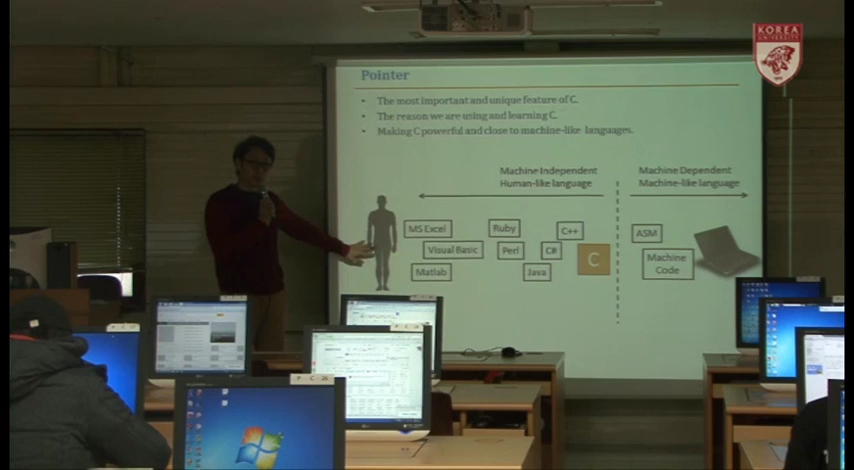 KOREA
UNIVERSITY
Pointer
• The most important and unique feature of C.
• The reason we are using and learning C.
• Making C powerful and close to machine-like languages.
Machine Independent
Human-like language
Machine Dependent
Machine-like language
MS Excel
Ruby
C++
ASM
Visual Basic
Perl
C#
C
Machine
Code
Matlab
Java
P C 26